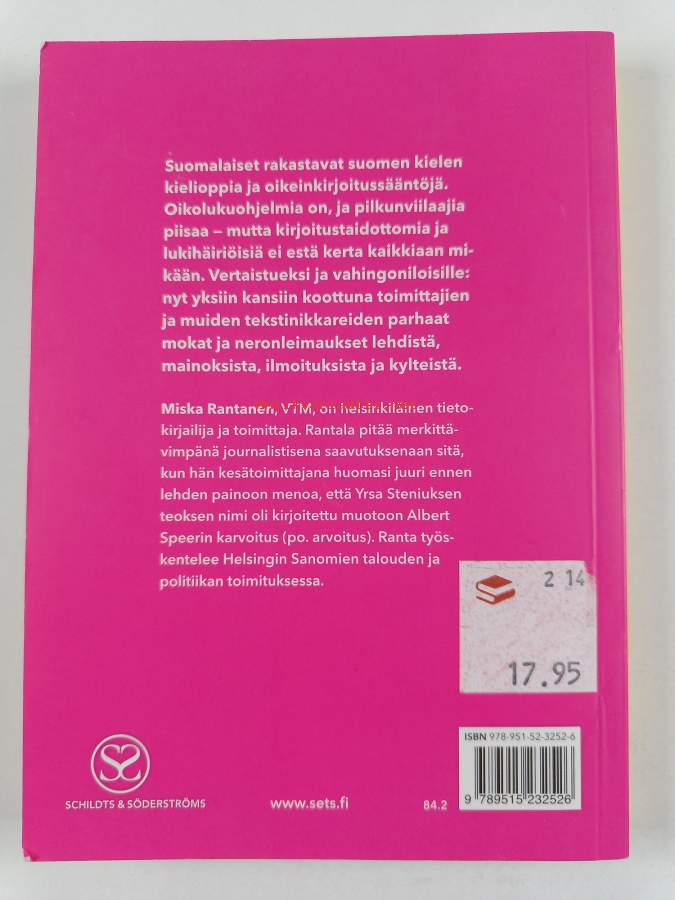 Suomalaiset rakastavat suomen kielen
kielioppia ja oikeinkirjoitussääntöjä.
Oikolukuohjelmia on, ja pilkunviilaajia
piisaa – mutta kirjoitustaidottomia ja
lukihäiriöisiä ei estä kerta kaikkiaan mi-
kään. Vertaistueksi ja vahingoniloisille:
nyt yksiin kansiin koottuna toimittajien
ja muiden tekstinikkareiden parhaat
mokat ja neronleimaukset lehdistä,
mainoksista, ilmoituksista ja kylteistä.
Miska Rantanen, VTM, on helsinkiläinen tieto-
kirjailija ja toimittaja. Rantala pitää merkittä-
vimpänä journalistisena saavutuksenaan sitä,
kun hän kesätoimittajana huomasi juuri ennen
lehden painoon menoa, että Yrsa Steniuksen
teoksen nimi oli kirjoitettu muotoon Albert
Speerin karvoitus (po. arvoitus). Ranta työs-
kentelee Helsingin Sanomien talouden ja
politiikan toimituksessa.
2 14
17.95
ISBN 978-951-52-3252-6
9 789515 232526
SCHILDTS & SÖDERSTRÖMS
www.sets.fi
84.2